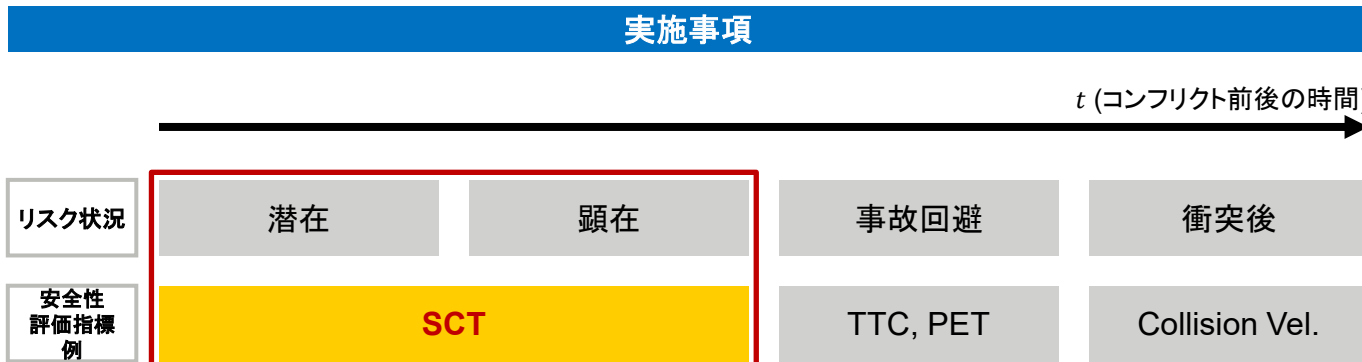 実施事項
t (コンフリクト前後の時間)
リスク状況
潜在
顕在
事故回避
衝突後
安全性
評価指標
例
SCT
TTC, PET
Collision Vel.